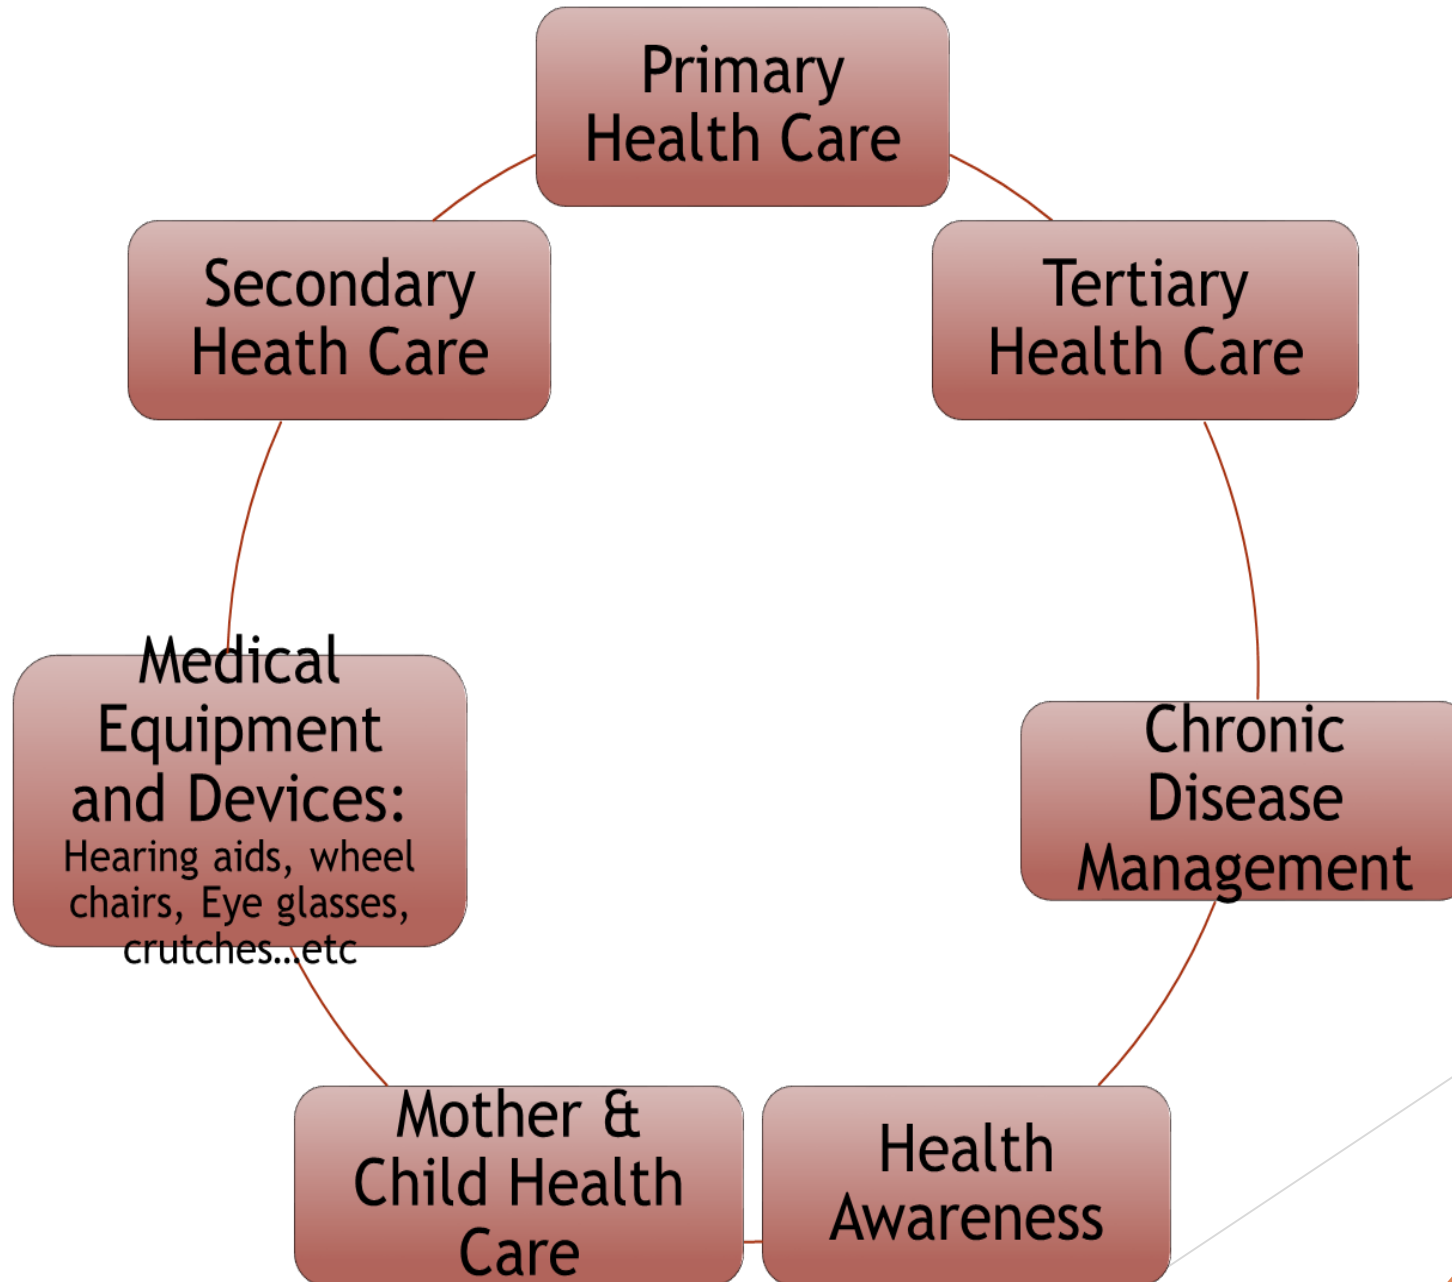 Primary
Health Care
Secondary
Heath Care
Tertiary
Health Care
Medical
Equipment
and Devices:
Hearing aids, wheel
chairs, Eye glasses,
crutches...etc
Chronic
Disease
Management
Mother &
Child Health
Care
Health
Awareness